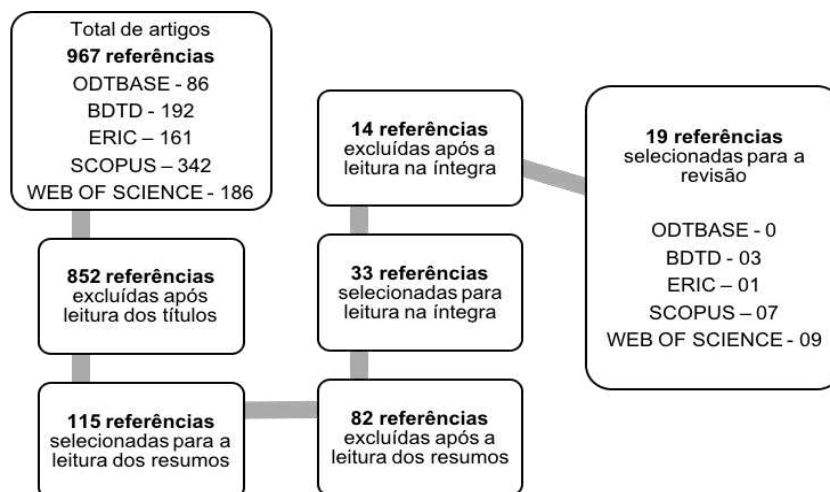 Total de artigos
967 referências
ODTBASE - 86
BDTD - 192
ERIC – 161
SCOPUS – 342
WEB OF SCIENCE - 186
852 referências
excluídas após
leitura dos títulos
115 referências
selecionadas para a
leitura dos resumos
82 referências
excluídas após a
leitura dos resumos
33 referências
selecionadas para
leitura na íntegra
14 referências
excluídas após a
leitura na íntegra
19 referências
selecionadas para a
revisão
ODTBASE - 0
BDTD - 03
ERIC – 01
SCOPUS – 07
WEB OF SCIENCE - 09